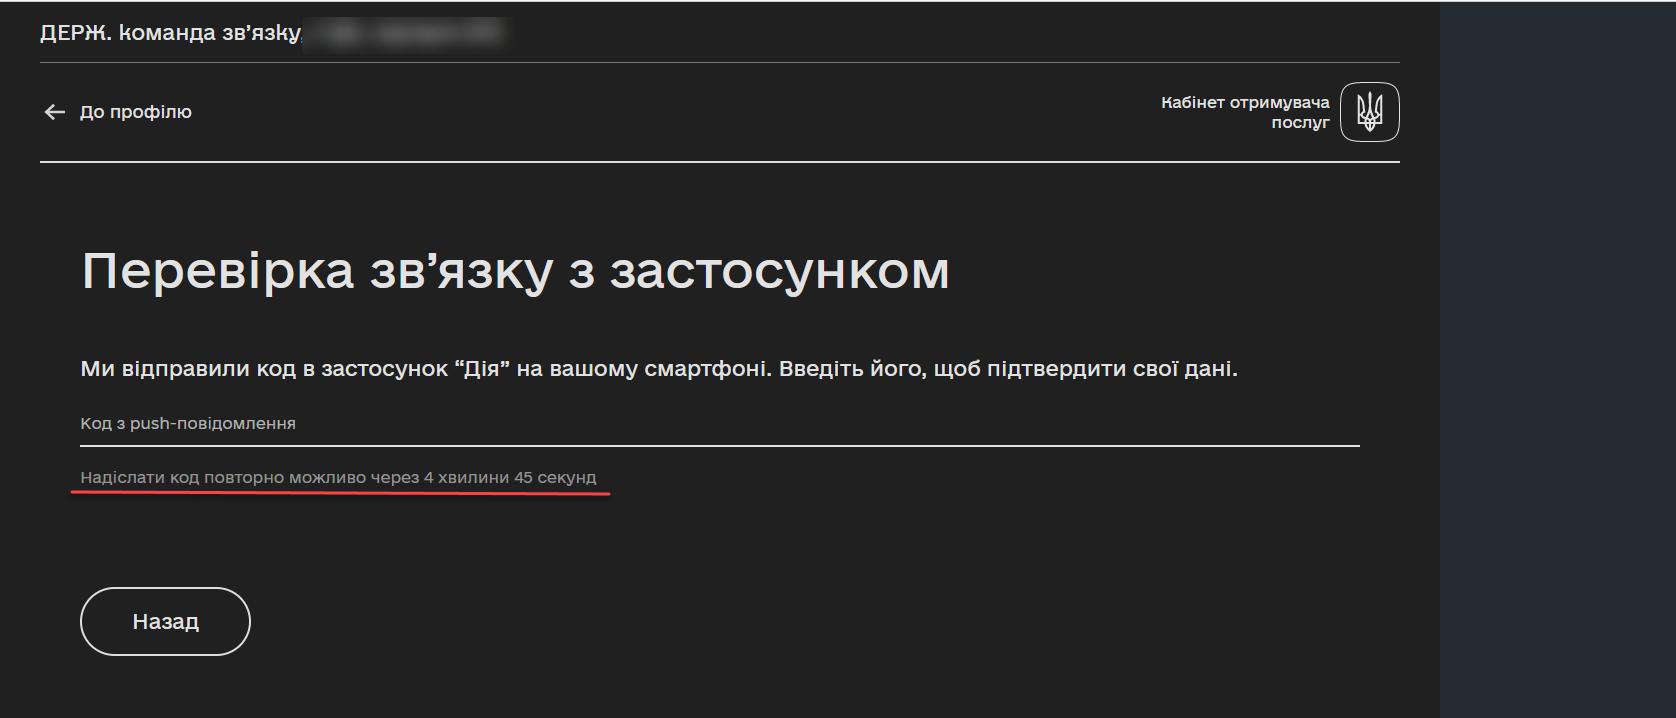 ДЕРЖ. команда зв’язку,
До профілю
Кабінет отримувача
послуг
Перевірка зв’язку з застосунком
Ми відправили код в застосунок “Дія” на вашому смартфоні. Введіть його, щоб підтвердити свої дані.
Код з push-повідомлення
Надіслати код повторно можливо через 4 хвилини 45 секунд
Назад